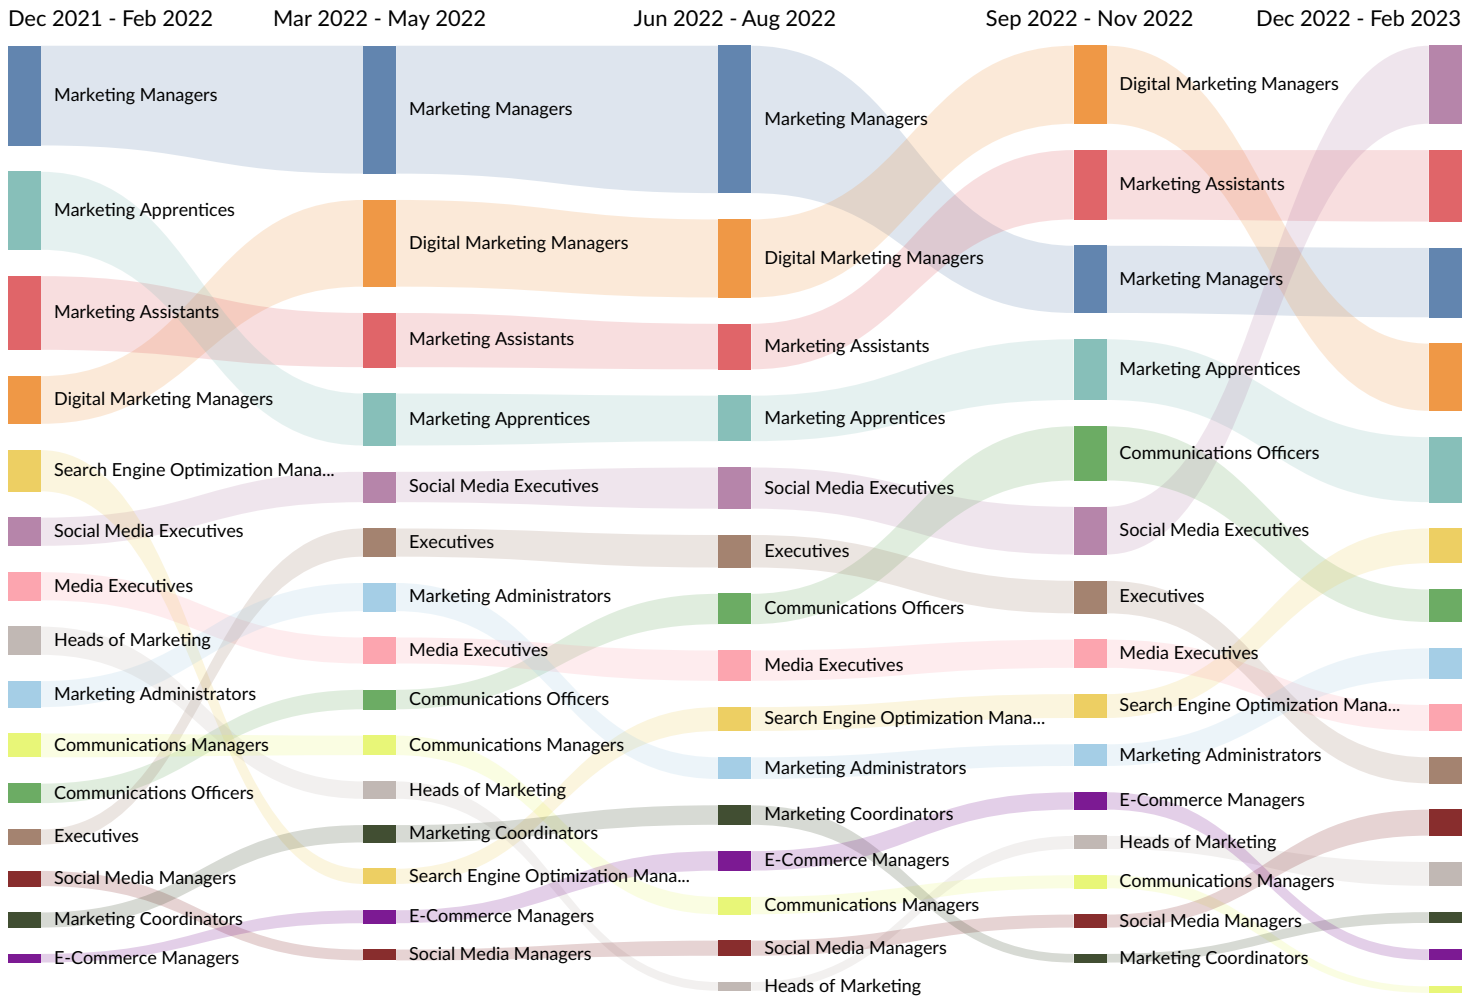 Dec 2021 - Feb 2022
Mar 2022 - May 2022
Jun 2022 - Aug 2022
Sep 2022 - Nov 2022
Dec 2022 - Feb 2023
Marketing Managers
Marketing Apprentices
Marketing Assistants
Digital Marketing Managers
Search Engine Optimization Mana...
Social Media Executives
Media Executives
Heads of Marketing
Marketing Administrators
Communications Managers
Communications Officers
Executives
Social Media Managers
Marketing Coordinators
E-Commerce Managers
Marketing Managers
Digital Marketing Managers
Marketing Assistants
Marketing Apprentices
Social Media Executives
Executives
Marketing Administrators
Media Executives
Communications Officers
Communications Managers
Heads of Marketing
Marketing Coordinators
Search Engine Optimization Mana...
E-Commerce Managers
Social Media Managers
Marketing Managers
Digital Marketing Managers
Marketing Assistants
Marketing Apprentices
Social Media Executives
Executives
Communications Officers
Media Executives
Search Engine Optimization Mana...
Marketing Administrators
Marketing Coordinators
E-Commerce Managers
Communications Managers
Social Media Managers
Heads of Marketing
Digital Marketing Managers
Marketing Assistants
Marketing Managers
Marketing Apprentices
Communications Officers
Social Media Executives
Executives
Media Executives
Search Engine Optimization Mana...
Marketing Administrators
E-Commerce Managers
Heads of Marketing
Communications Managers
Social Media Managers
Marketing Coordinators